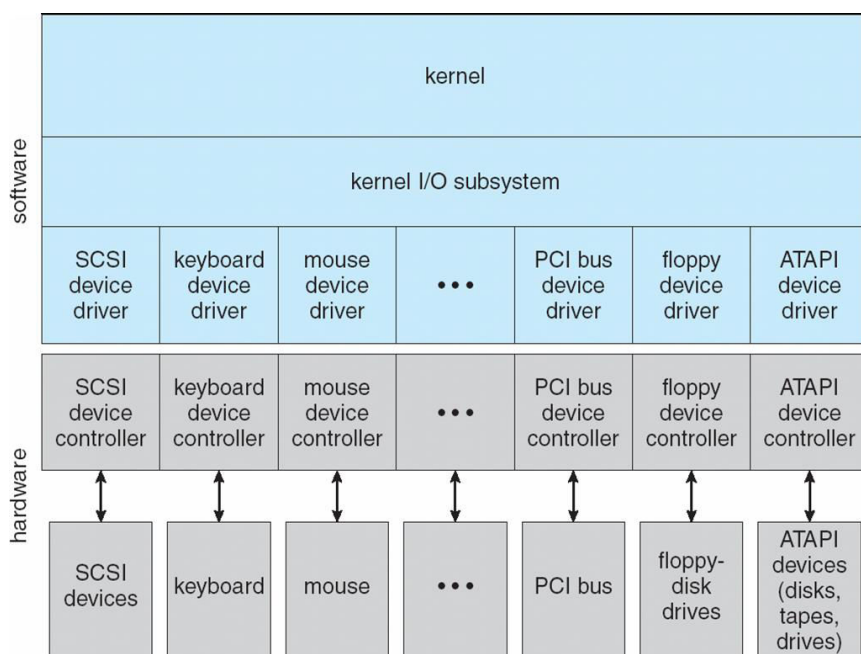 software
kernel
kernel I/O subsystem
SCSI
device
driver
keyboard
device
driver
mouse
device
driver
•••
PCI bus
device
driver
floppy
device
driver
ATAPI
device
driver
hardware
SCSI
device
controller
keyboard
device
controller
mouse
device
controller
•••
PCI bus
device
controller
floppy
device
controller
ATAPI
device
controller
SCSI
devices
keyboard
mouse
•••
PCI bus
floppy-
disk
drives
ATAPI
devices
(disks,
tapes,
drives)